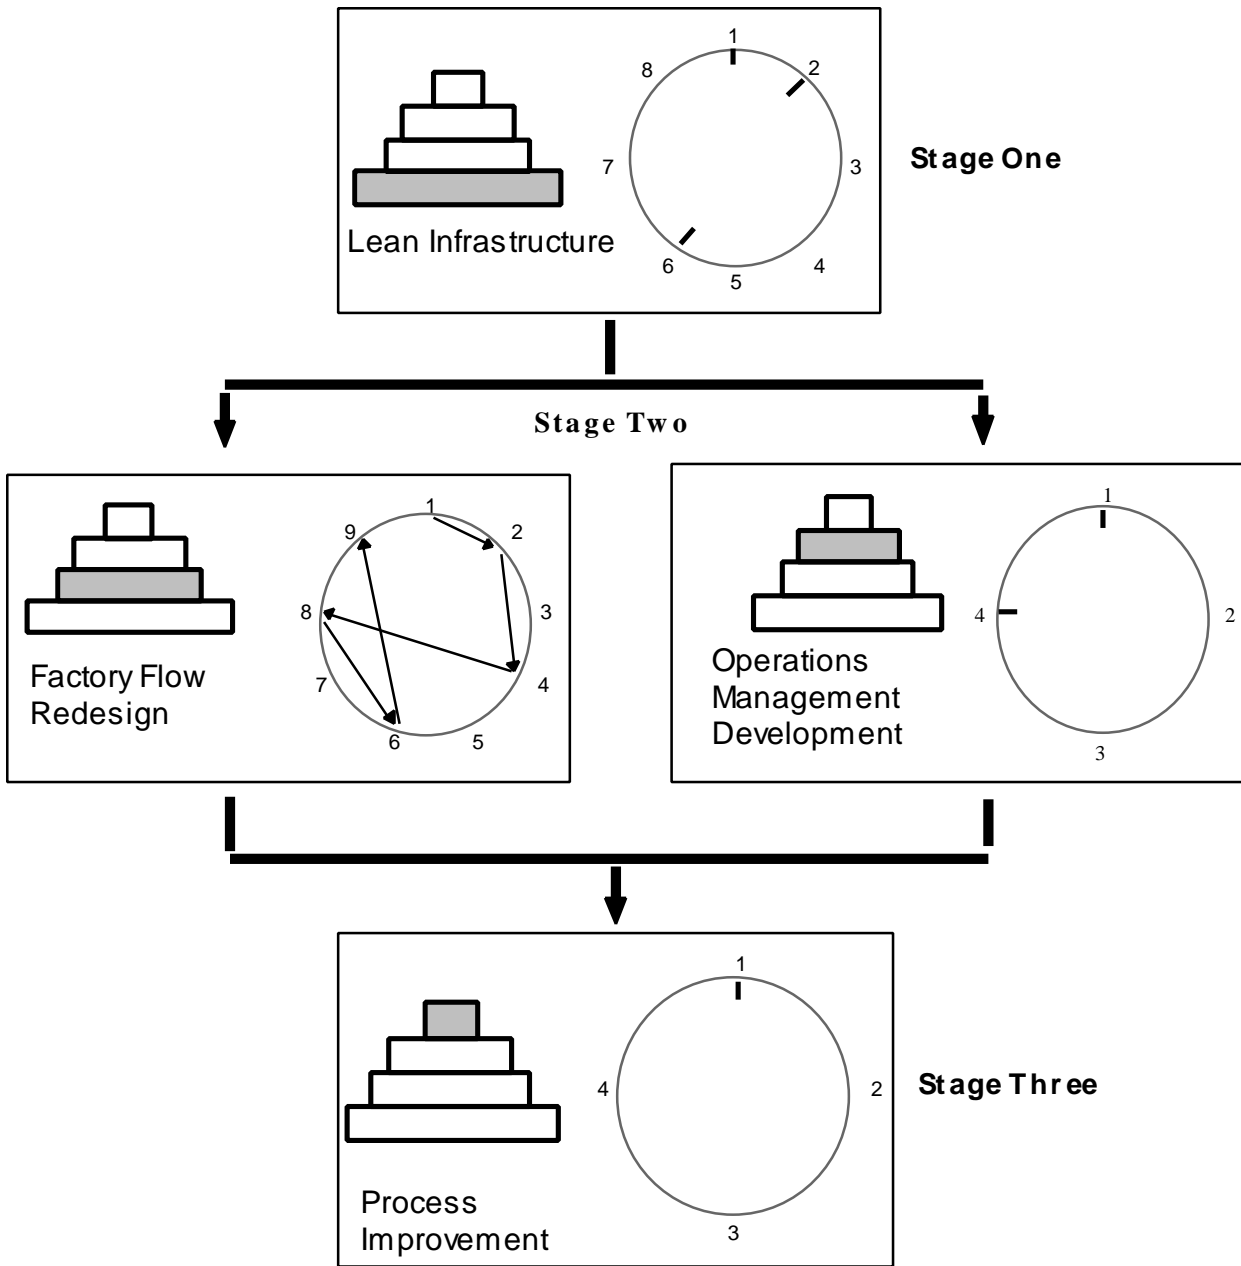 1
8
2
7
3
6
5
4
Lean Infrastructure
Stage One
Stage Two
1
9
2
8
3
7
4
6
5
Factory Flow
Redesign
1
4
2
3
Operations
Management
Development
1
4
2
3
Process
Improvement
Stage Three